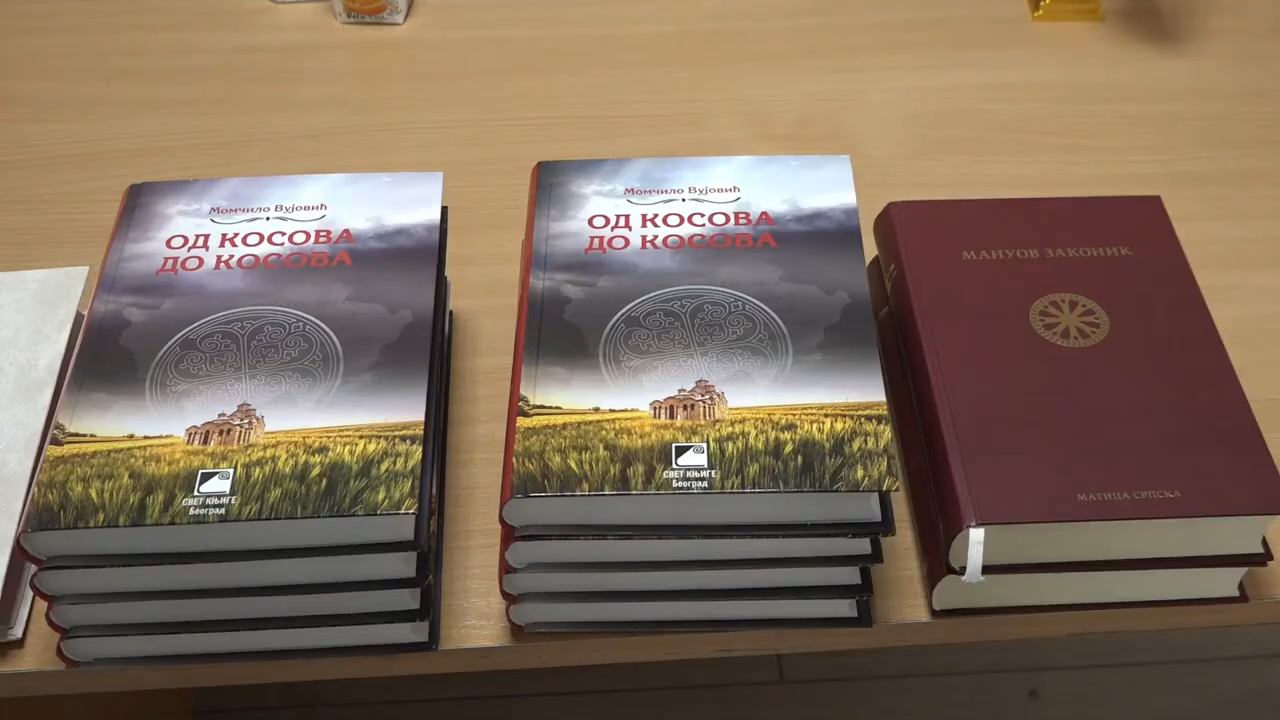 Момчило Вујовић
ОД КОСОВА
ДО КОСОВА
СВЕТ КЊИГЕ
Београд
Момчило Вујовић
ОД КОСОВА
ДО КОСОВА
СВЕТ КЊИГЕ
Београд
МАНУОВ ЗАКОНИК
МАТИЦА СРПСКА